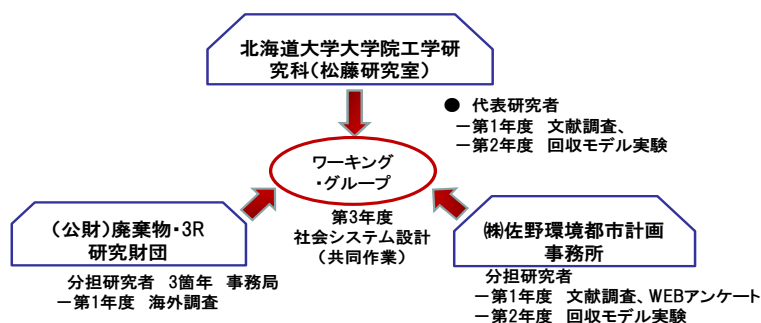 北海道大学大学院工学研
究科(松藤研究室)
● 代表研究者
－第1年度 文献調査、
－第2年度 回収モデル実験
ワーキング
・グループ
第3年度
社会システム設計
(共同作業)
(公財)廃棄物・3R
研究財団
分担研究者 3箇年 事務局
－第1年度 海外調査
㈱佐野環境都市計画
事務所
分担研究者
－第1年度 文献調査、WEBアンケート
－第2年度 回収モデル実験